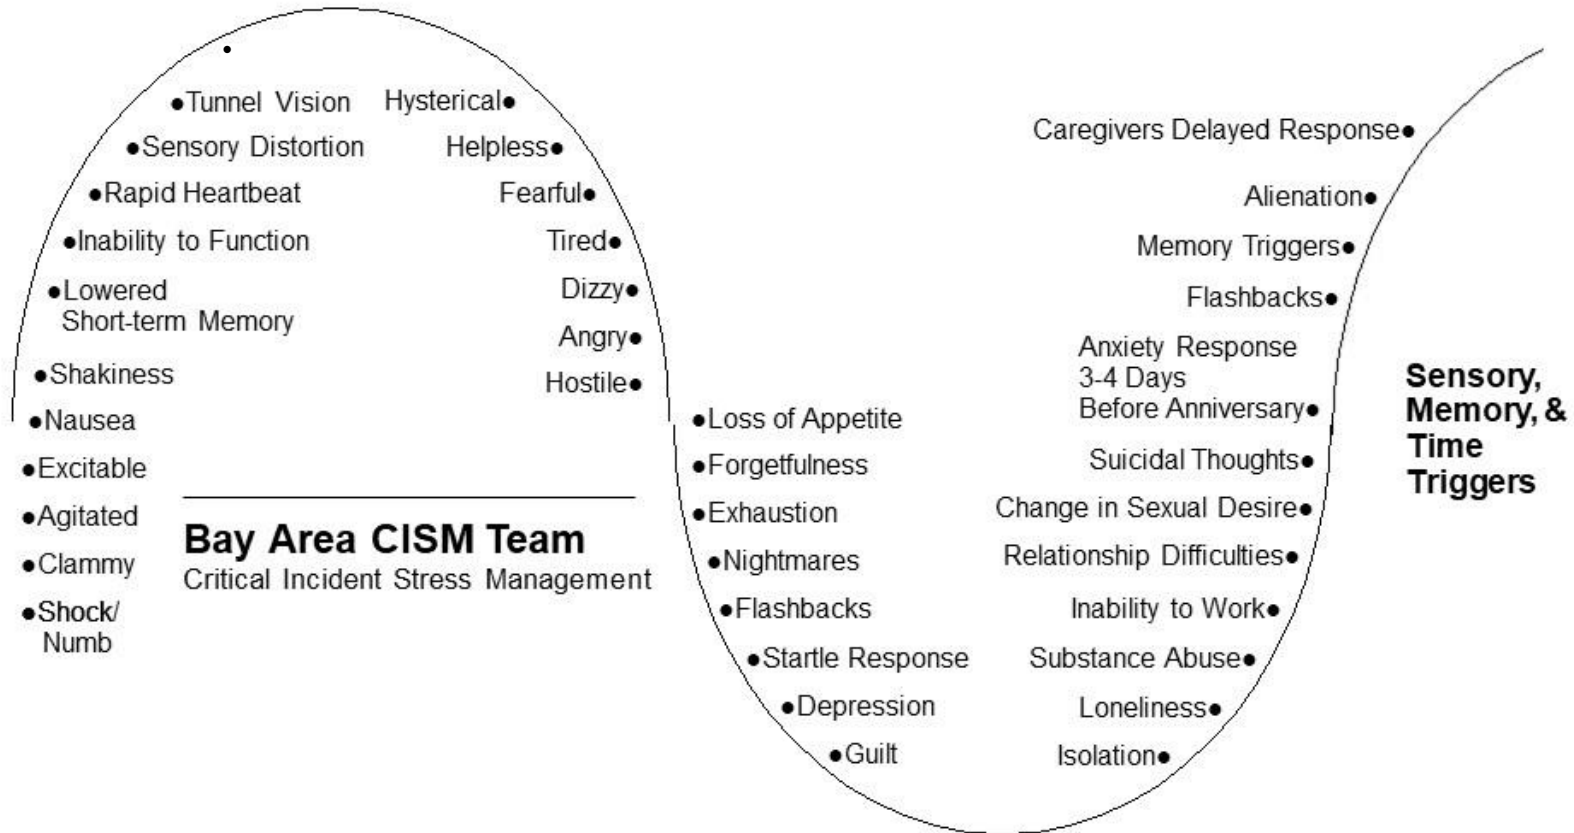 ●
●Tunnel Vision
●Sensory Distortion
●Rapid Heartbeat
●Inability to Function
●Lowered
Short-term Memory
●Shakiness
●Nausea
●Excitable
●Agitated
●Clammy
●Shock/
Numb
Hysterical●
Helpless●
Fearful●
Tired●
Dizzy●
Angry●
Hostile●
Bay Area CISM Team
Critical Incident Stress Management
●Loss of Appetite
●Forgetfulness
●Exhaustion
●Nightmares
●Flashbacks
●Startle Response
●Depression
●Guilt
Caregivers Delayed Response●
Alienation●
Memory Triggers●
Flashbacks●
Anxiety Response
3-4 Days
Before Anniversary●
Suicidal Thoughts●
Change in Sexual Desire●
Relationship Difficulties●
Inability to Work●
Substance Abuse●
Loneliness●
Isolation●
Sensory,
Memory, &
Time
Triggers